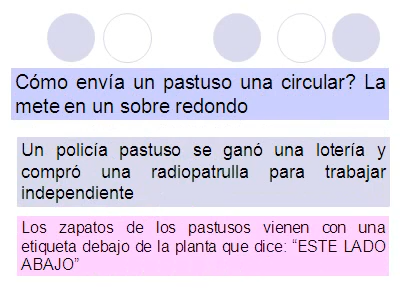 Cómo envía un pastuso una circular? La
mete en un sobre redondo
Un policía pastuso se ganó una lotería y
compró una radiopatrulla para trabajar
independiente
Los zapatos de los pastusos vienen con una
etiqueta debajo de la planta que dice: “ESTE LADO
ABAJO”